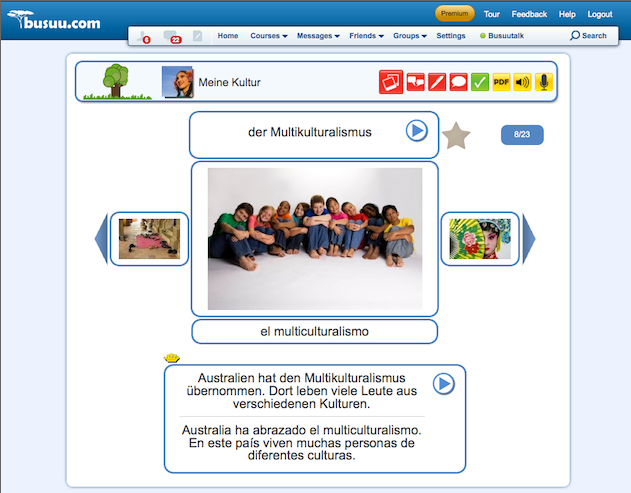 busuu.com
Premium Tour Feedback Help Logout
6 22 Home Courses Messages Friends Groups Settings Busuutalk Search
Meine Kultur
PDF
der Multikulturalismus
8/23
el multiculturalismo
Australien hat den Multikulturalismus
übernommen. Dort leben viele Leute aus
verschiedenen Kulturen.
Australia ha abrazado el multiculturalismo.
En este país viven muchas personas de
diferentes culturas.